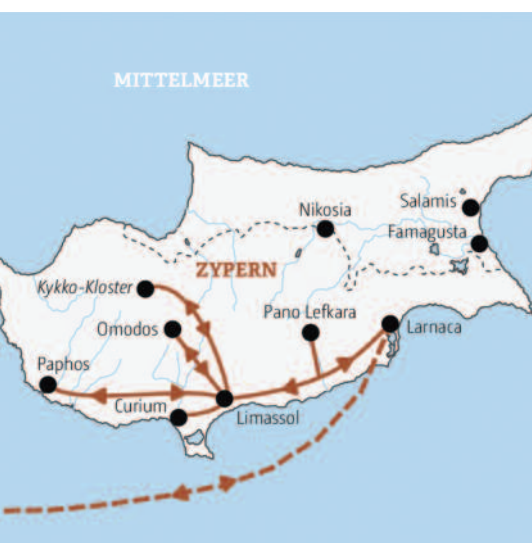 MITTELMEER
Salamis
Nikosia
Famagusta
ZYPERN
Kykko-Kloster
Pano Lefkara
Omodos
Larnaca
Paphos
Curium
Limassol